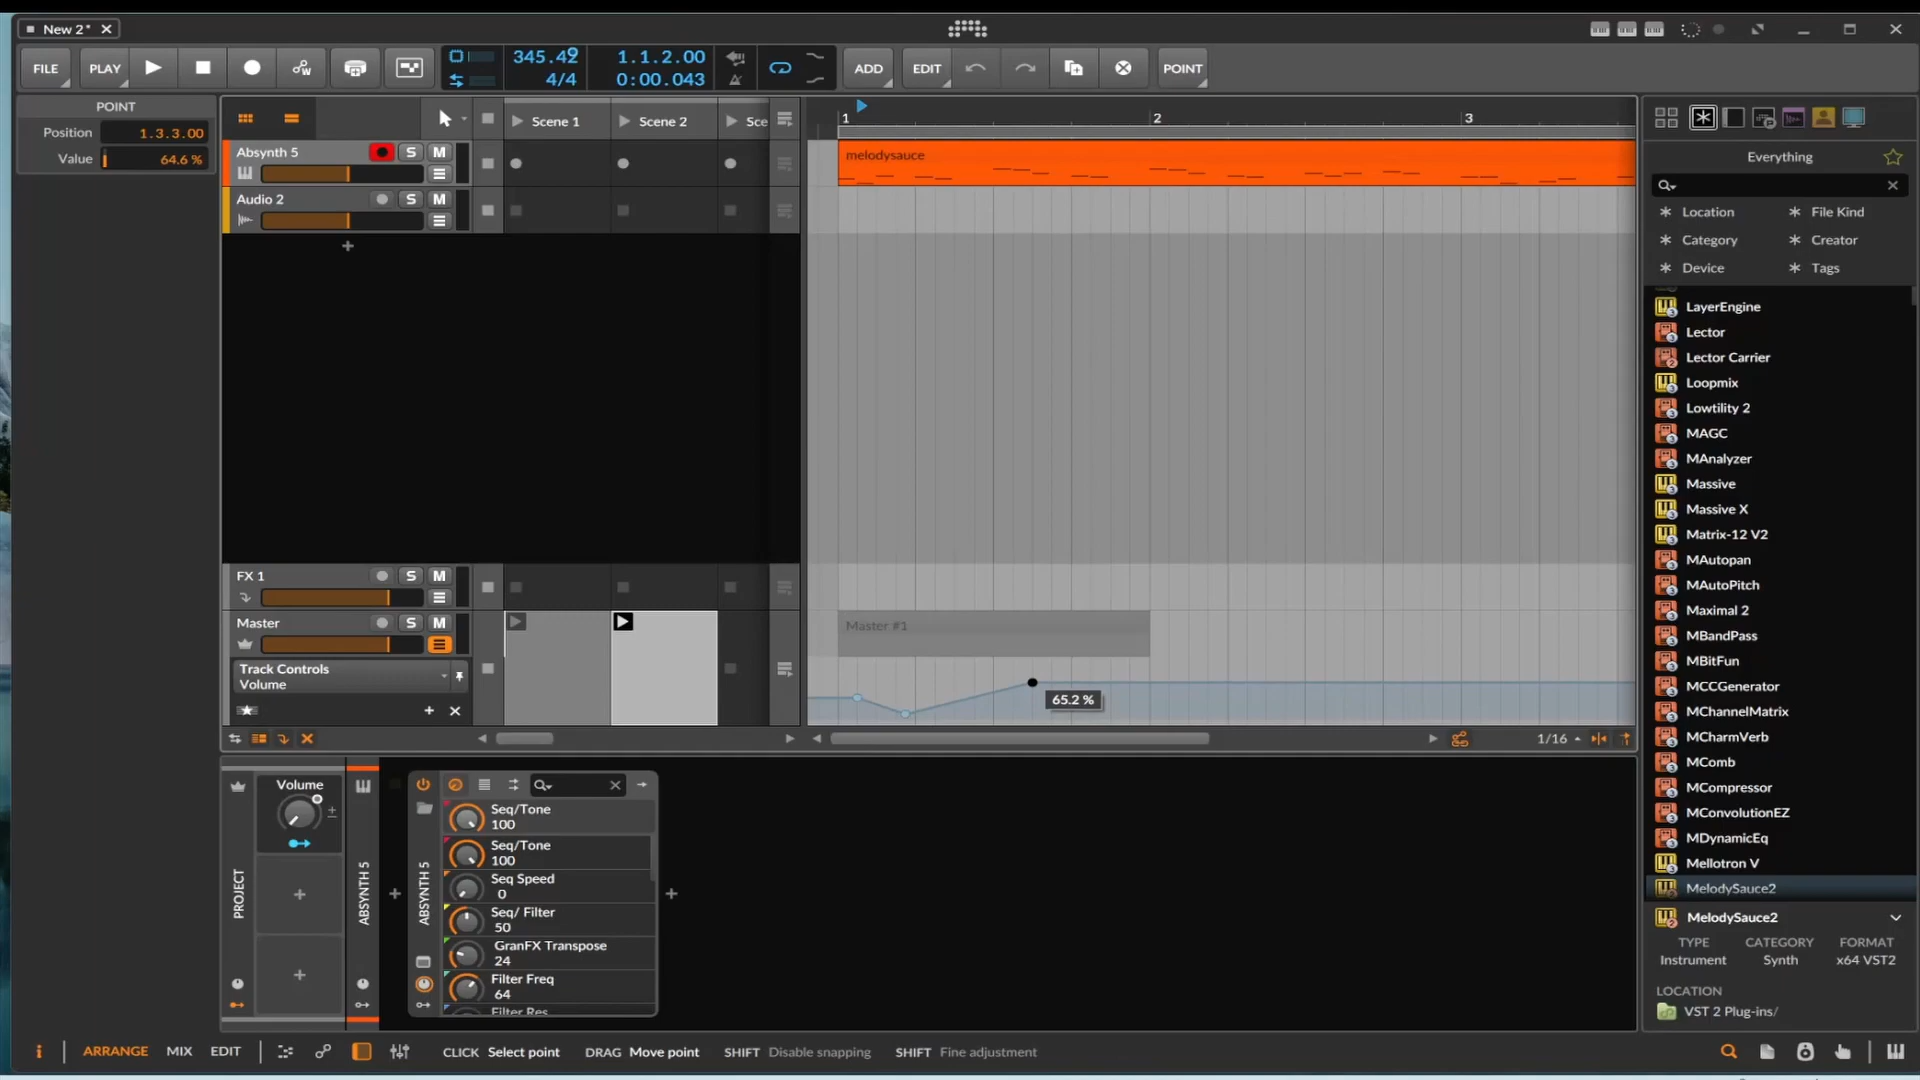 New 2*
FILE PLAY 345.42 4/4 1.1.2.00 0:00.043 ADD EDIT POINT
POINT
Position 1.3.3.00
Value 64.6 %
Scene 1 Scene 2 Sce
1 2 3
Absynth 5 S M
melodysauce
Audio 2 S M
+
FX 1 S M
Master S M
Master #1
Track Controls
Volume
65.2 %
1/16
Everything
Location File Kind
Category Creator
Device Tags
LayerEngine
Lector
Lector Carrier
Loopmix
Lowtility 2
MAGC
MAnalyzer
Massive
Massive X
Matrix-12 V2
MAutopan
MAutoPitch
Maximal 2
MBandPass
MBitFun
MCCGenerator
MChannelMatrix
MCharmVerb
MComb
MCompressor
MConvolutionEZ
MDynamicEq
Mellotron V
MelodySauce2
MelodySauce2
TYPE CATEGORY FORMAT
Instrument Synth x64 VST2
LOCATION
VST 2 Plug-ins/
PROJECT
Volume
ABSYNTH 5
ABSYNTH 5
Seq/Tone
100
Seq/Tone
100
Seq Speed
0
Seq/ Filter
50
GranFX Transpose
24
Filter Freq
64
Filter Res
i ARRANGE MIX EDIT CLICK Select point DRAG Move point SHIFT Disable snapping SHIFT Fine adjustment